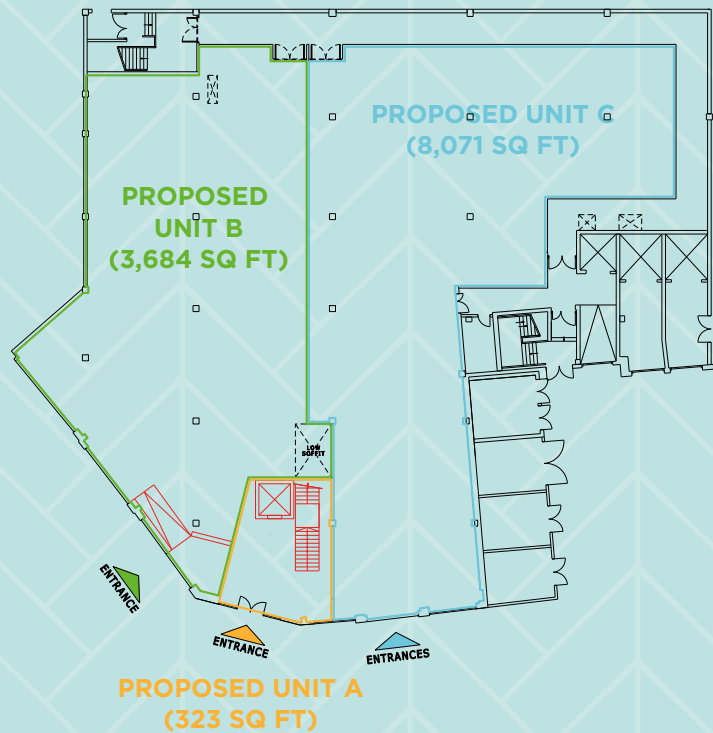 PROPOSED UNIT C
(8,071 SQ FT)
PROPOSED
UNIT B
(3,684 SQ FT)
LOW
SOFFIT
ENTRANCE
ENTRANCE
ENTRANCES
PROPOSED UNIT A
(323 SQ FT)